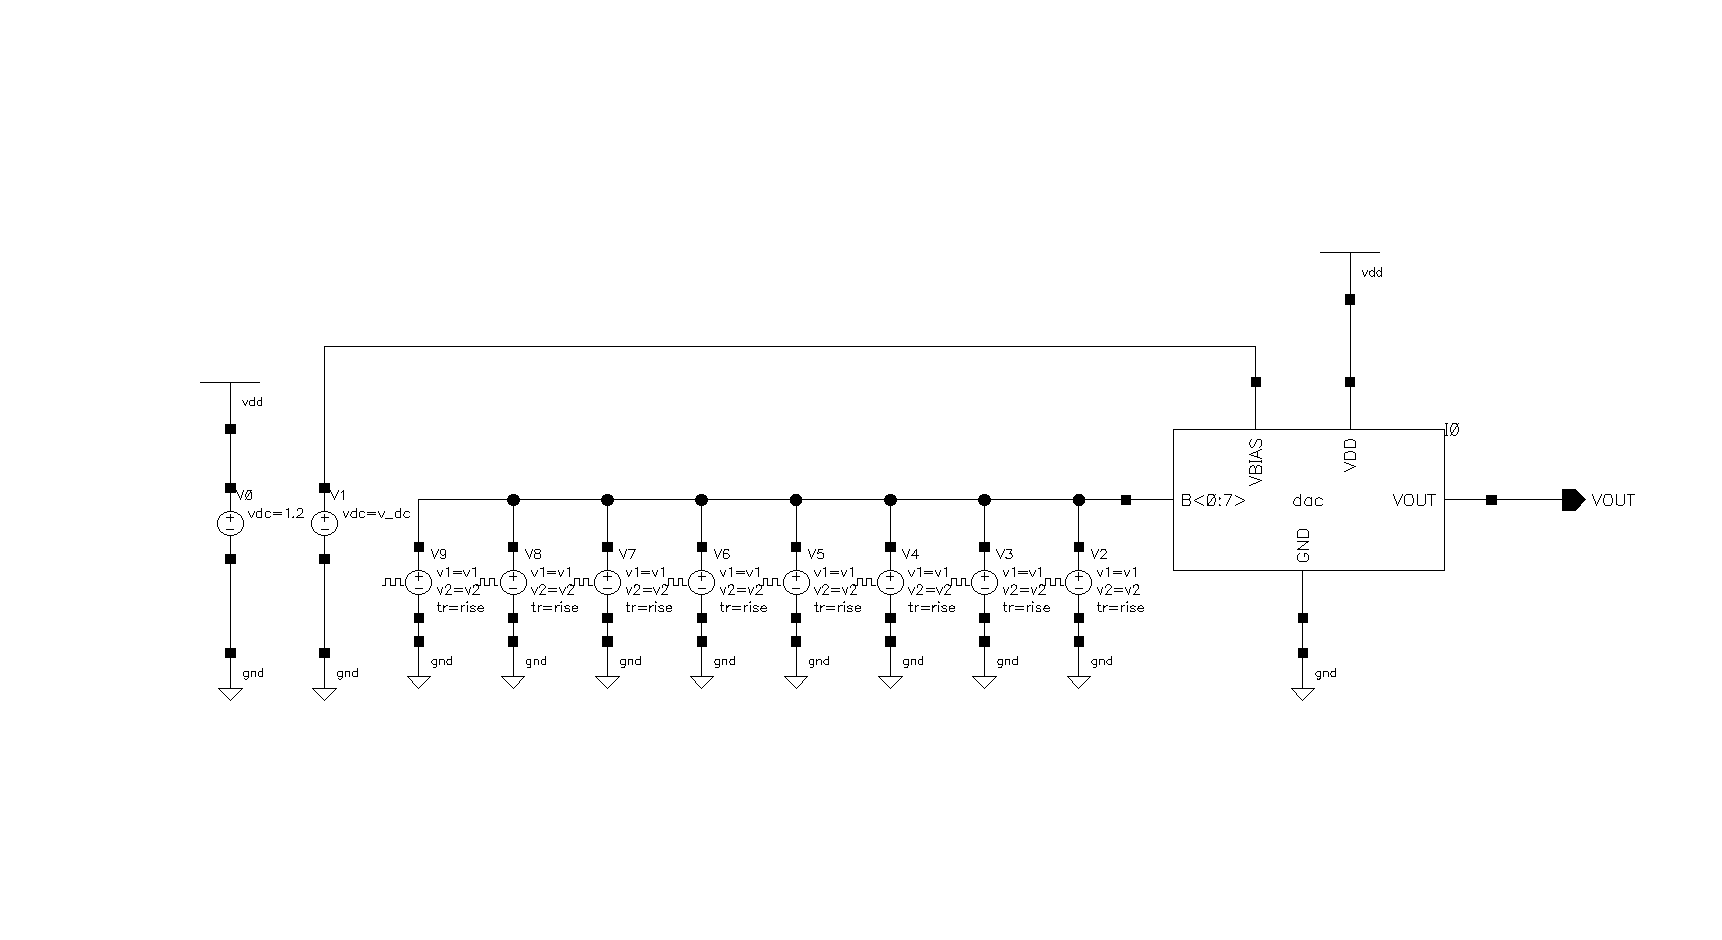 vdd
vdd
VBIAS
VDD
IØ
B<Ø:7>
dac
VOUT
VOUT
GND
VØ
vdc=1.2
V1
vdc=v_dc
V9
v1=v1
v2=v2
tr=rise
V8
v1=v1
v2=v2
tr=rise
V7
v1=v1
v2=v2
tr=rise
V6
v1=v1
v2=v2
tr=rise
V5
v1=v1
v2=v2
tr=rise
V4
v1=v1
v2=v2
tr=rise
V3
v1=v1
v2=v2
tr=rise
V2
v1=v1
v2=v2
tr=rise
gnd
gnd
gnd
gnd
gnd
gnd
gnd
gnd
gnd
gnd
gnd